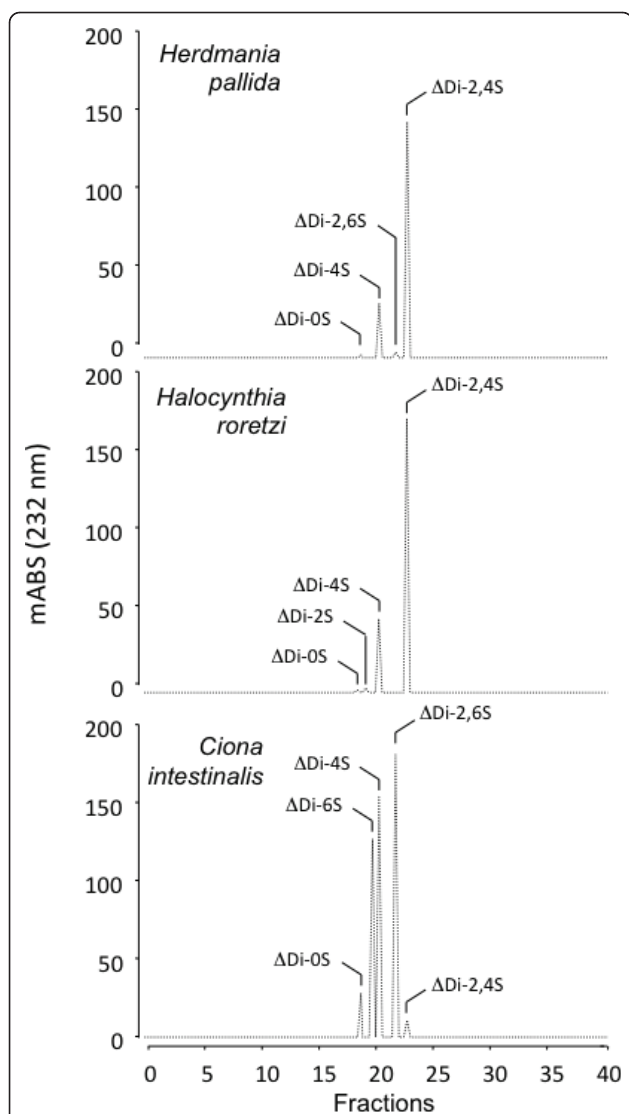 200
Herdmania
pallida
ΔDi-2,4S
150
100
ΔDi-2,6S
ΔDi-4S
50
ΔDi-0S
0
200
Halocynthia
roretzi
ΔDi-2,4S
150
100
ΔDi-4S
50
ΔDi-2S
ΔDi-0S
0
mABS (232 nm)
200
Ciona
intestinalis
ΔDi-2,6S
ΔDi-4S
150
ΔDi-6S
100
50
ΔDi-0S
ΔDi-2,4S
0
0 5 10 15 20 25 30 35 40
Fractions